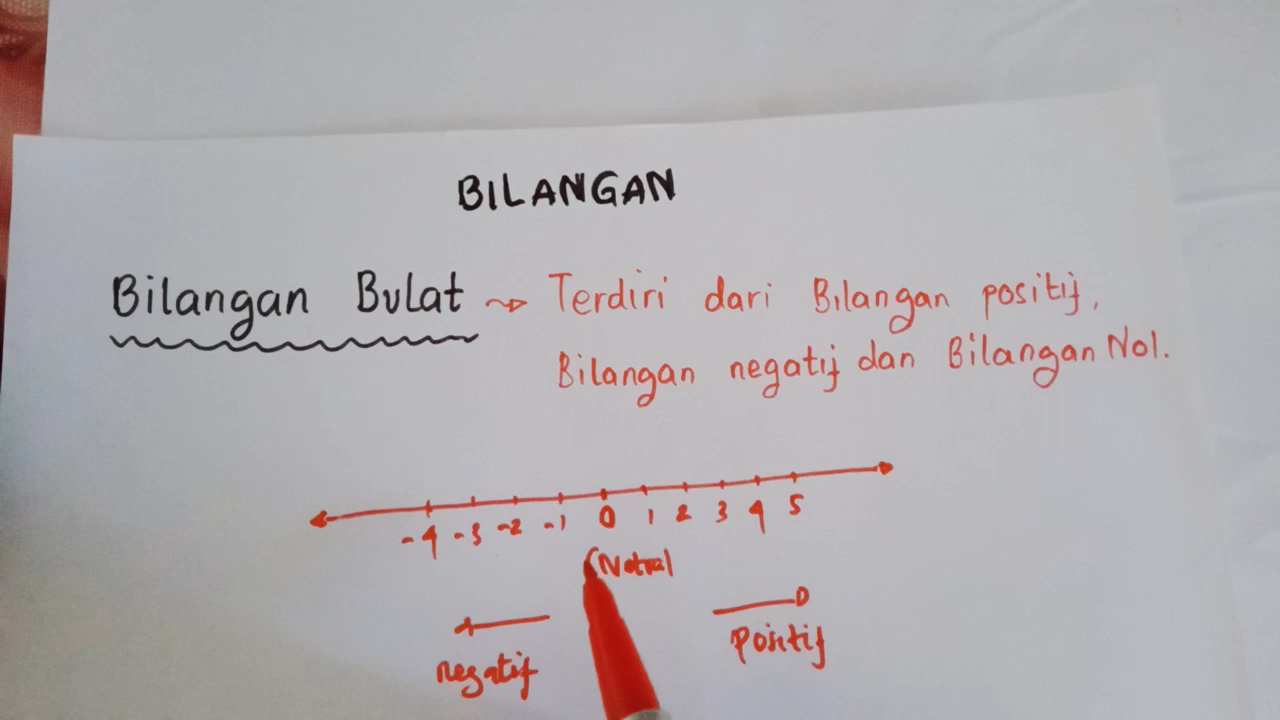 BILANGAN
Bilangan Bulat ⇝ Terdiri dari Bilangan positif,
Bilangan negatif dan Bilangan Nol.
-4 -3 -2 -1 0 1 2 3 4 5
(Netral
negatif
positif